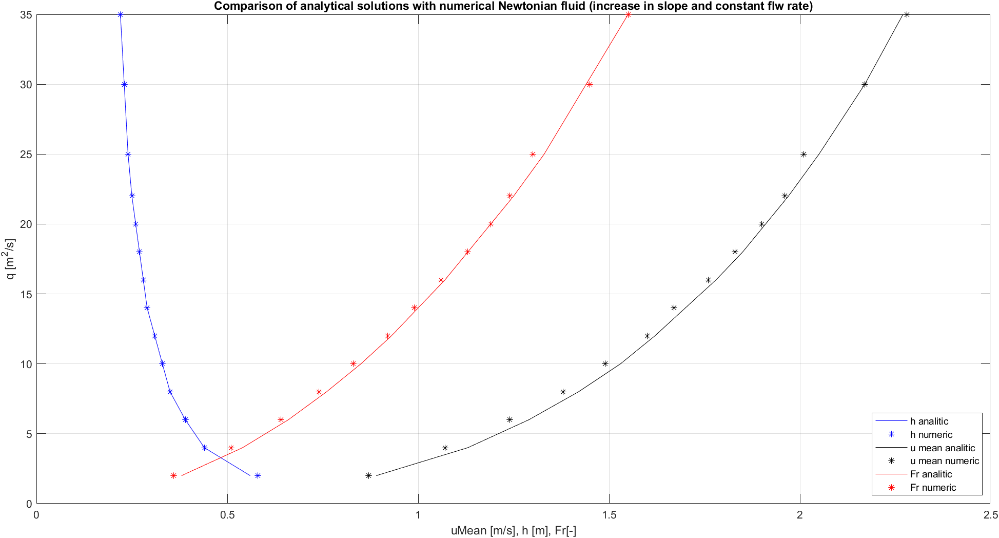 Comparison of analytical solutions with numerical Newtonian fluid (increase in slope and constant flw rate)
35
30
25
20
15
10
5
0
q [m²/s]
0 0.5 1 1.5 2 2.5
uMean [m/s], h [m], Fr[-]
h analitic
h numeric
u mean analitic
u mean numeric
Fr analitic
Fr numeric